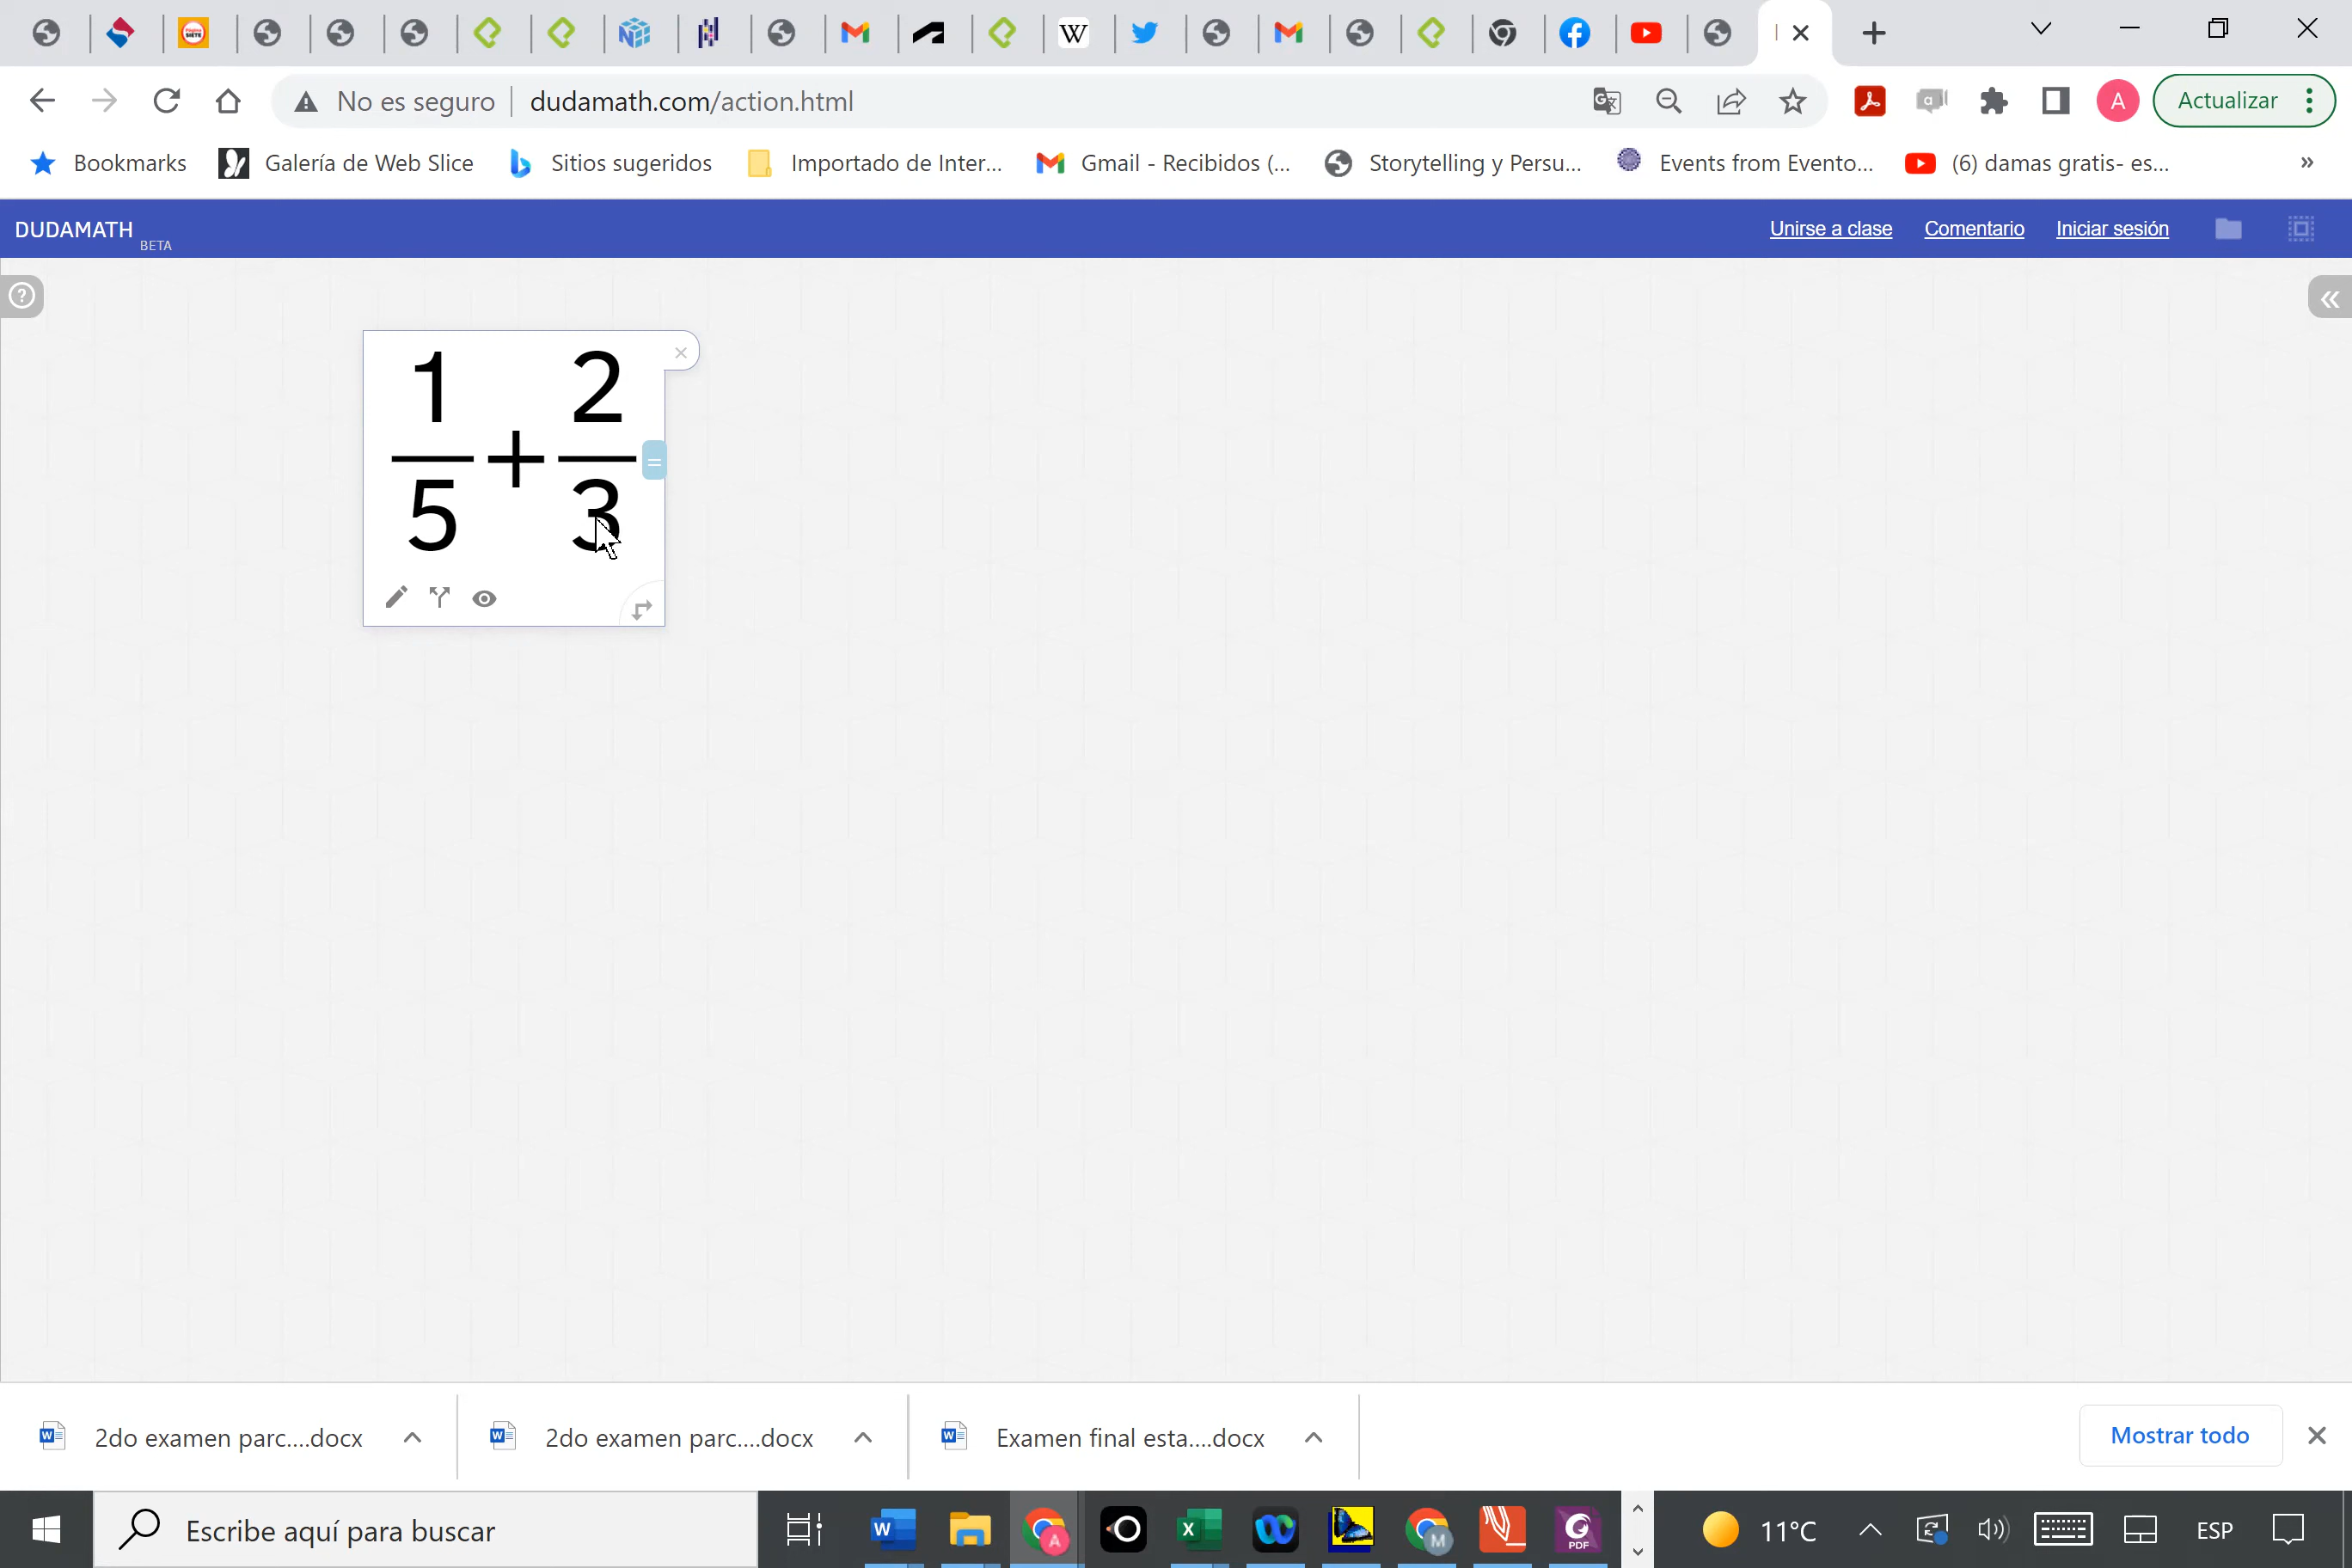 No es seguro dudamath.com/action.html Actualizar
Bookmarks Galería de Web Slice Sitios sugeridos Importado de Inter... Gmail - Recibidos (... Storytelling y Persu... Events from Evento... (6) damas gratis- es... »
DUDAMATH BETA Unirse a clase Comentario Iniciar sesión
1 2
+ =
5 3
2do examen parc....docx 2do examen parc....docx Examen final esta....docx Mostrar todo
Escribe aquí para buscar 11°C ESP